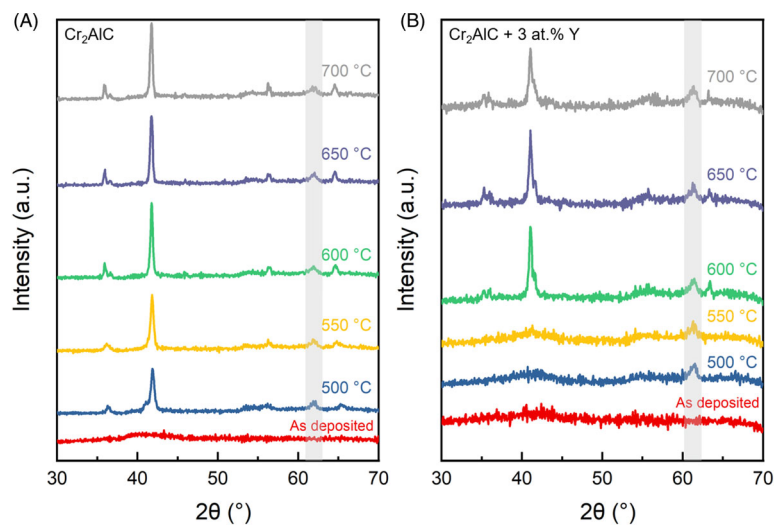 (A)
Cr₂AlC
700 °C
650 °C
600 °C
550 °C
500 °C
As deposited
Intensity (a.u.)
30 40 50 60 70
2θ (°)
(B)
Cr₂AlC + 3 at.% Y
700 °C
650 °C
600 °C
550 °C
500 °C
As deposited
Intensity (a.u.)
30 40 50 60 70
2θ (°)